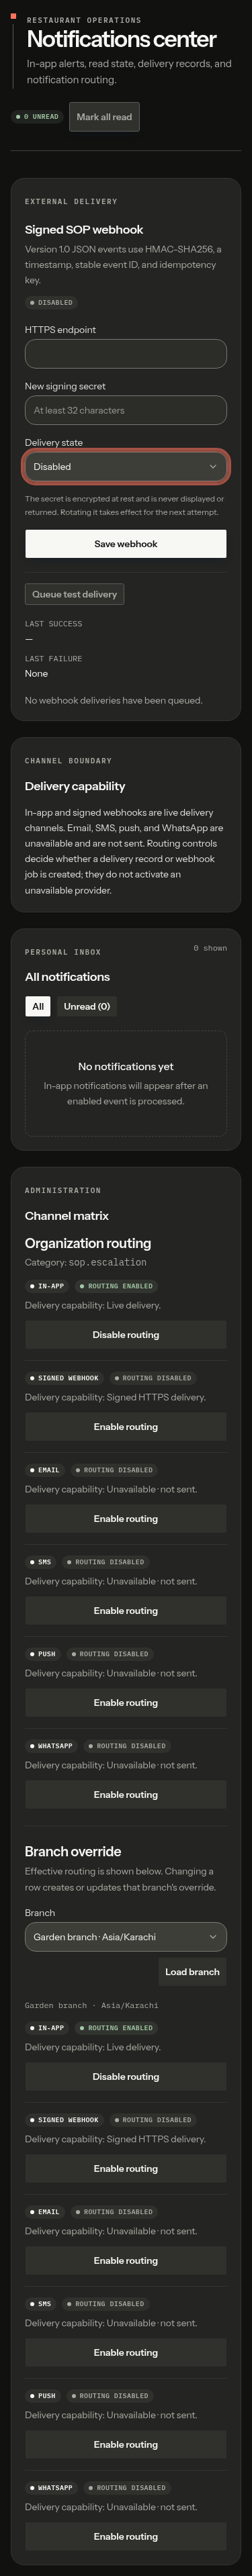 RESTAURANT OPERATIONS
Notifications center
In-app alerts, read state, delivery records, and
notification routing.
0 UNREAD
Mark all read
EXTERNAL DELIVERY
Signed SOP webhook
Version 1.0 JSON events use HMAC-SHA256, a
timestamp, stable event ID, and idempotency
key.
DISABLED
HTTPS endpoint
New signing secret
At least 32 characters
Delivery state
Disabled
The secret is encrypted at rest and is never displayed or
returned. Rotating it takes effect for the next attempt.
Save webhook
Queue test delivery
LAST SUCCESS
—
LAST FAILURE
None
No webhook deliveries have been queued.
CHANNEL BOUNDARY
Delivery capability
In-app and signed webhooks are live delivery
channels. Email, SMS, push, and WhatsApp are
unavailable and are not sent. Routing controls
decide whether a delivery record or webhook
job is created; they do not activate an
unavailable provider.
PERSONAL INBOX
0 shown
All notifications
All
Unread (0)
No notifications yet
In-app notifications will appear after an
enabled event is processed.
ADMINISTRATION
Channel matrix
Organization routing
Category: sop.escalation
IN-APP
ROUTING ENABLED
Delivery capability: Live delivery.
Disable routing
SIGNED WEBHOOK
ROUTING DISABLED
Delivery capability: Signed HTTPS delivery.
Enable routing
EMAIL
ROUTING DISABLED
Delivery capability: Unavailable · not sent.
Enable routing
SMS
ROUTING DISABLED
Delivery capability: Unavailable · not sent.
Enable routing
PUSH
ROUTING DISABLED
Delivery capability: Unavailable · not sent.
Enable routing
WHATSAPP
ROUTING DISABLED
Delivery capability: Unavailable · not sent.
Enable routing
Branch override
Effective routing is shown below. Changing a
row creates or updates that branch's override.
Branch
Garden branch · Asia/Karachi
Load branch
Garden branch · Asia/Karachi
IN-APP
ROUTING ENABLED
Delivery capability: Live delivery.
Disable routing
SIGNED WEBHOOK
ROUTING DISABLED
Delivery capability: Signed HTTPS delivery.
Enable routing
EMAIL
ROUTING DISABLED
Delivery capability: Unavailable · not sent.
Enable routing
SMS
ROUTING DISABLED
Delivery capability: Unavailable · not sent.
Enable routing
PUSH
ROUTING DISABLED
Delivery capability: Unavailable · not sent.
Enable routing
WHATSAPP
ROUTING DISABLED
Delivery capability: Unavailable · not sent.
Enable routing